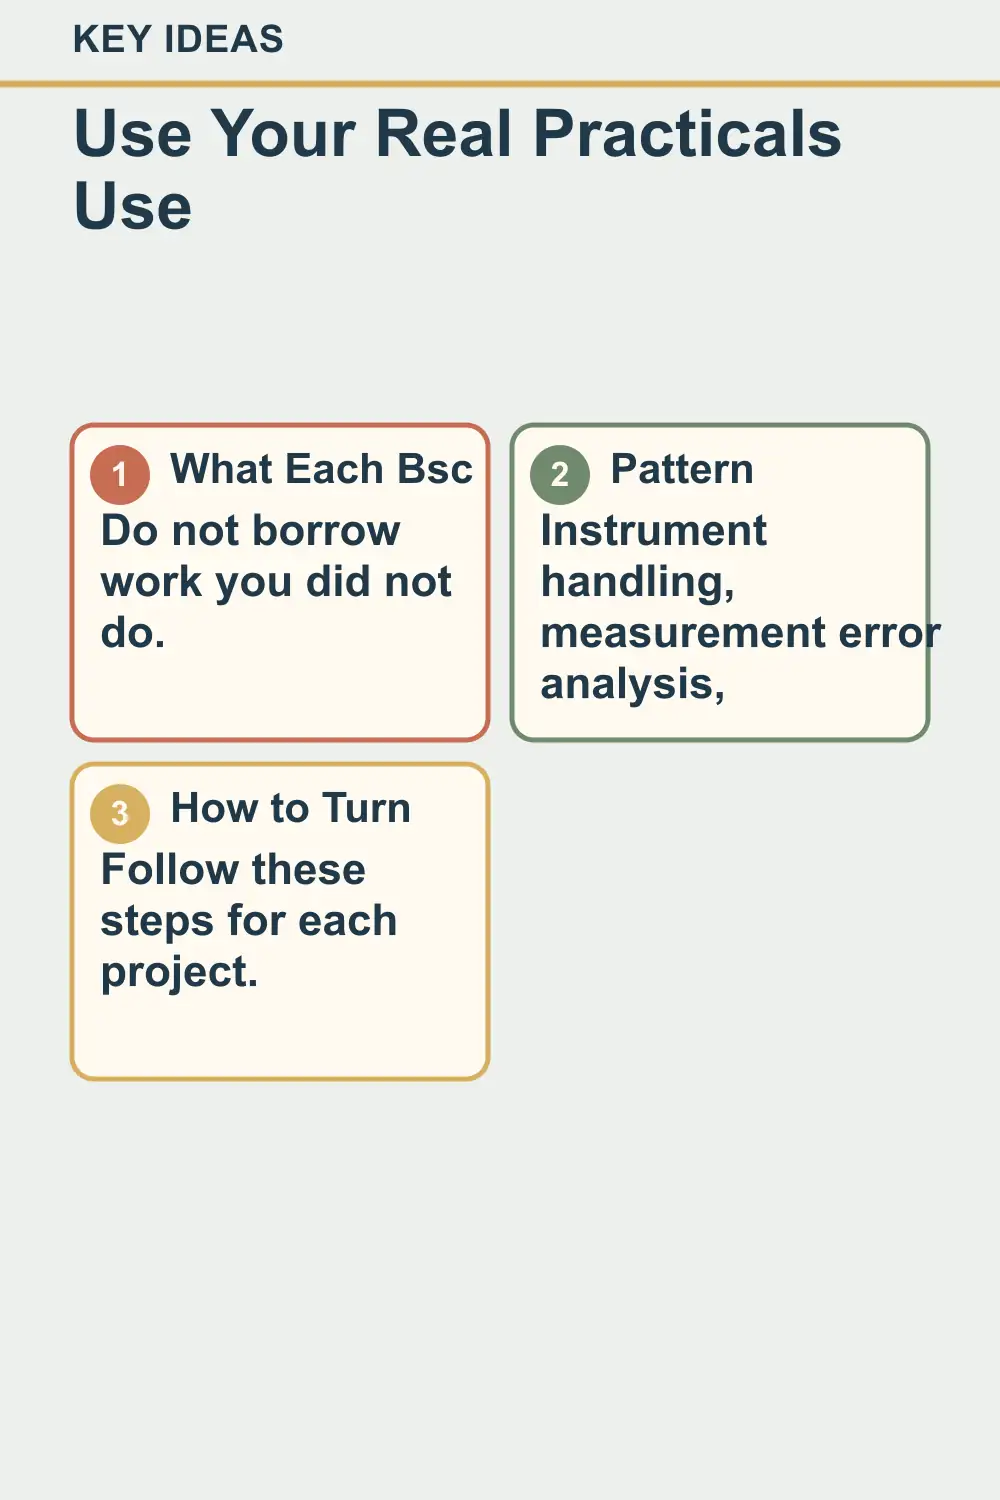 KEY IDEAS
Use Your Real Practicals
Use
1 What Each Bsc
Do not borrow
work you did not
do.
2 Pattern
Instrument
handling,
measurement error
analysis,
3 How to Turn
Follow these
steps for each
project.